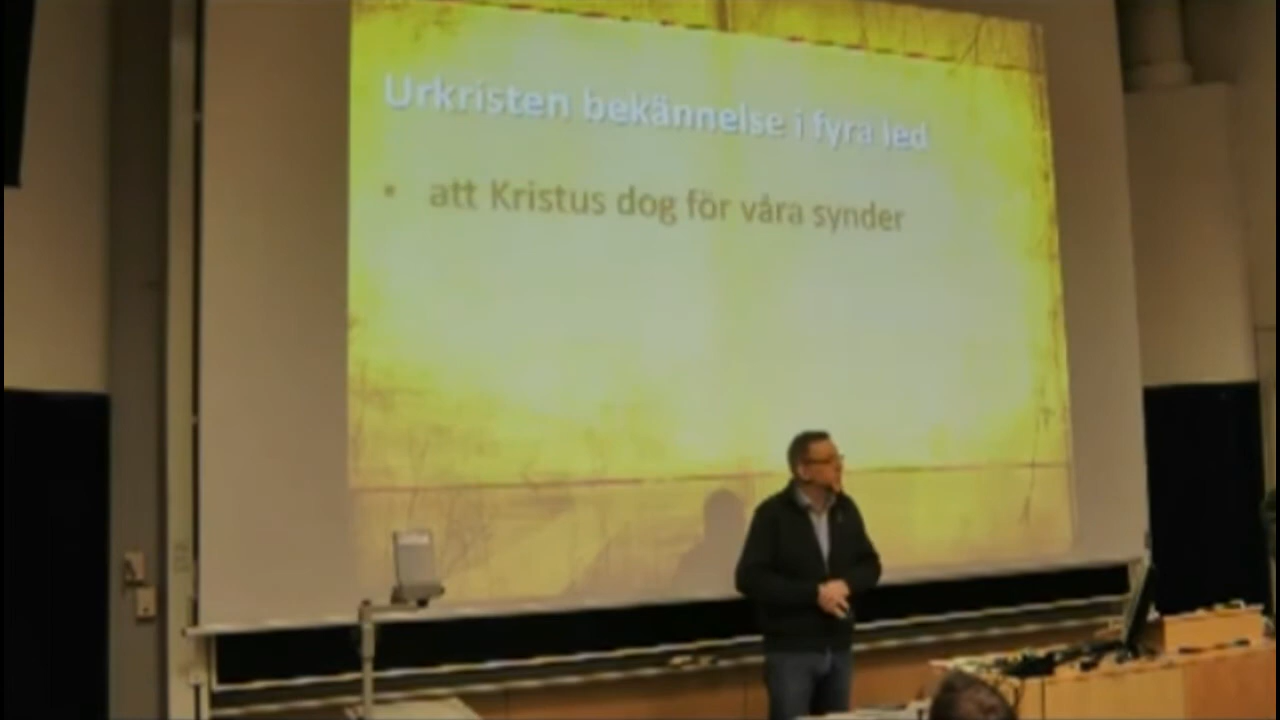 Urkristen bekännelse i fyra led
• att Kristus dog för våra synder